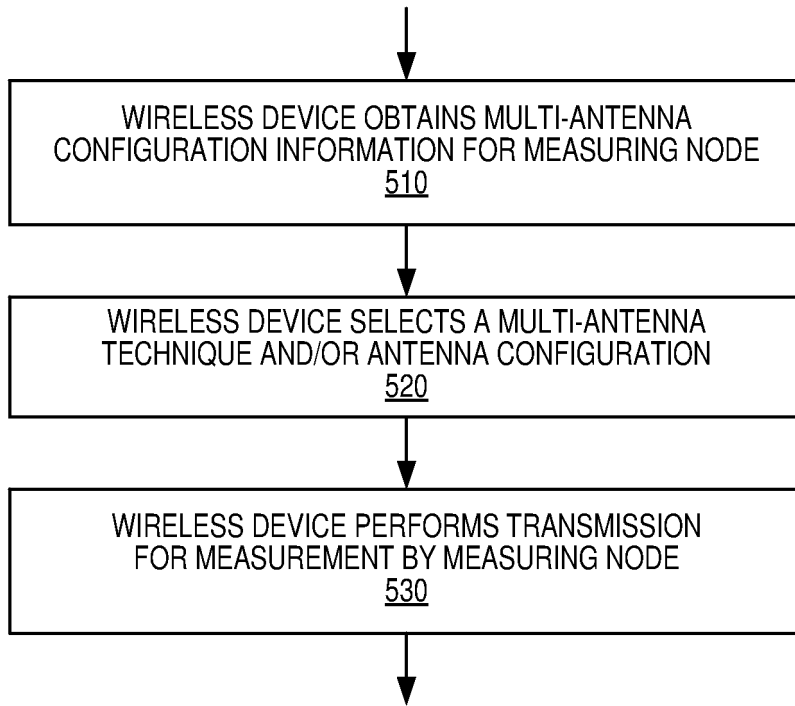 WIRELESS DEVICE OBTAINS MULTI-ANTENNA
CONFIGURATION INFORMATION FOR MEASURING NODE
510
WIRELESS DEVICE SELECTS A MULTI-ANTENNA
TECHNIQUE AND/OR ANTENNA CONFIGURATION
520
WIRELESS DEVICE PERFORMS TRANSMISSION
FOR MEASUREMENT BY MEASURING NODE
530